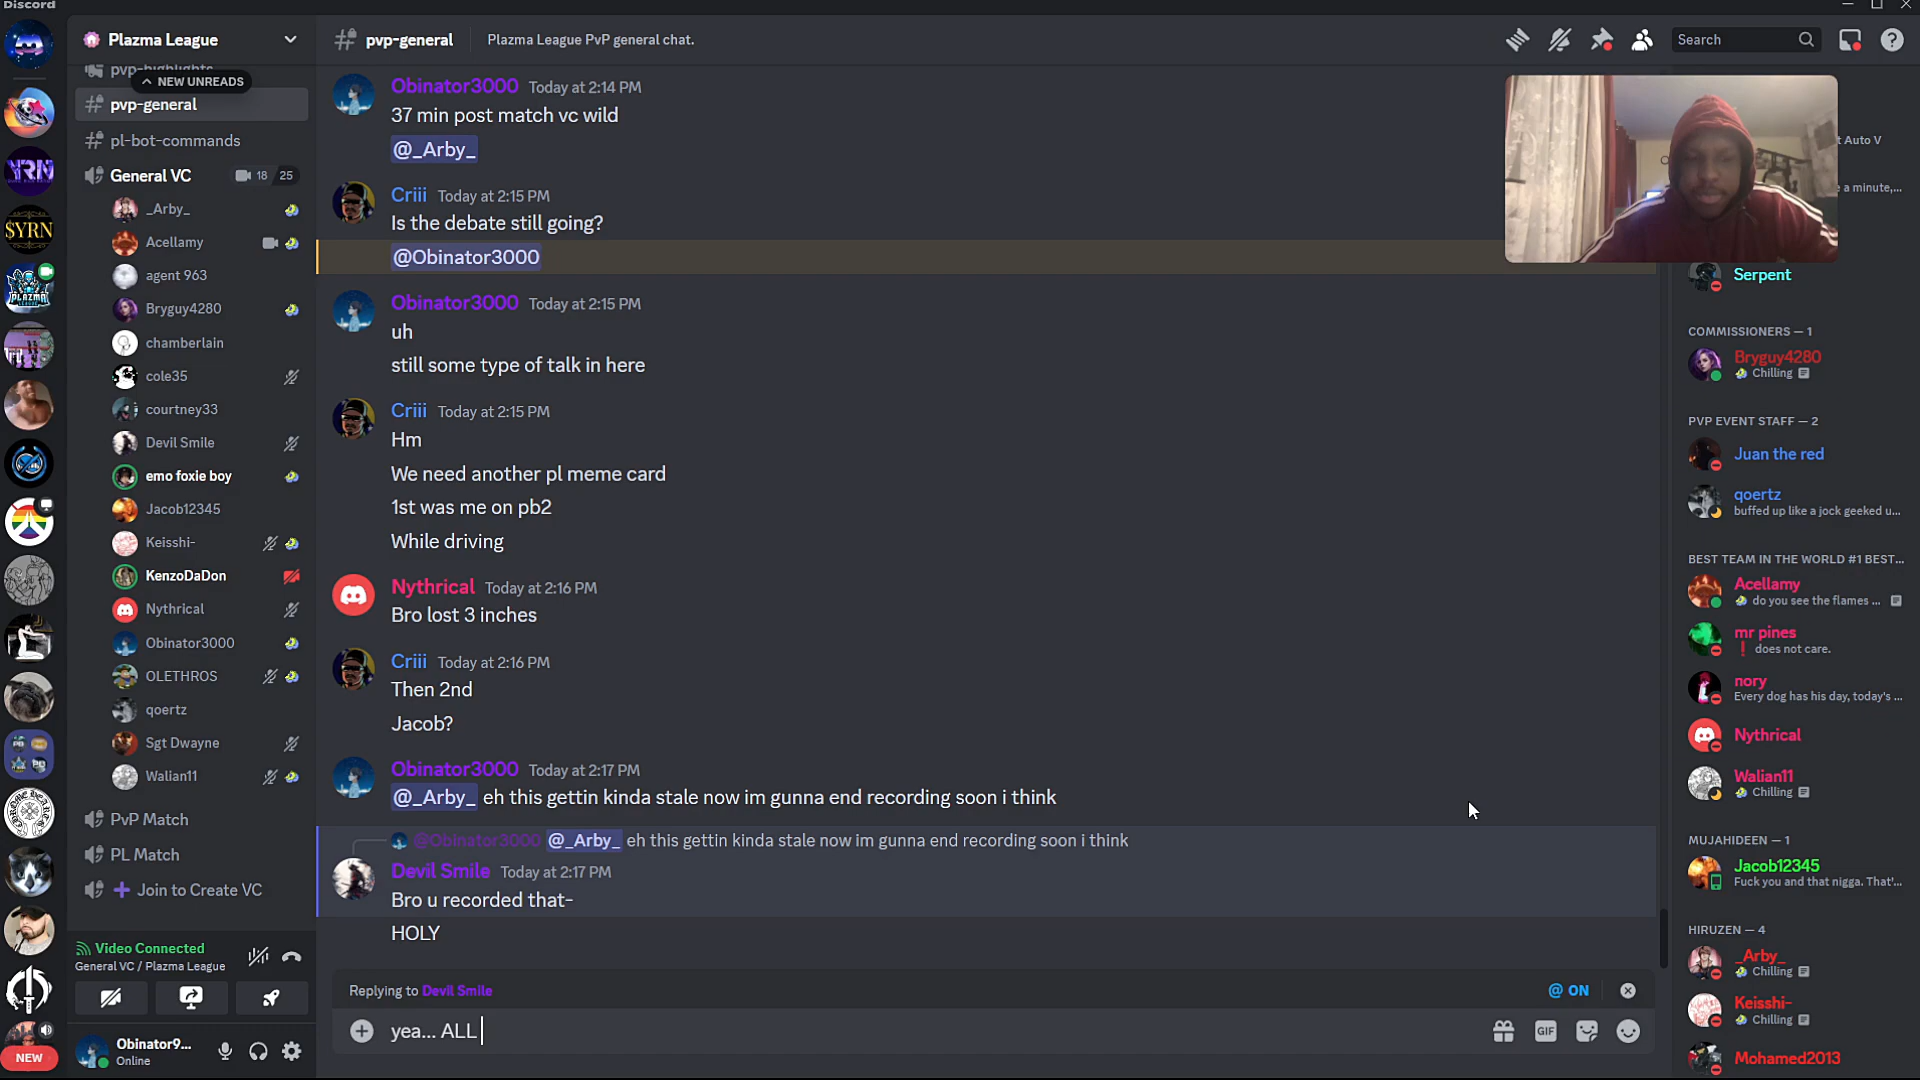 Discord
Plazma League
pvp-general
Plazma League PvP general chat.
Search
pvp-highlights
NEW UNREADS
pvp-general
pl-bot-commands
General VC
18 / 25
_Arby_
Acellamy
agent 963
Bryguy4280
chamberlain
cole35
courtney33
Devil Smile
emo foxie boy
Jacob12345
Keisshi-
KenzoDaDon
Nythrical
Obinator3000
OLETHROS
qoertz
Sgt Dwayne
Walian11
PvP Match
PL Match
Join to Create VC
Video Connected
General VC / Plazma League
Obinator9...
Online
YRN
$YRN
PLAZMA
NEW
Obinator3000 Today at 2:14 PM
37 min post match vc wild
@_Arby_
Criii Today at 2:15 PM
Is the debate still going?
@Obinator3000
Obinator3000 Today at 2:15 PM
uh
still some type of talk in here
Criii Today at 2:15 PM
Hm
We need another pl meme card
1st was me on pb2
While driving
Nythrical Today at 2:16 PM
Bro lost 3 inches
Criii Today at 2:16 PM
Then 2nd
Jacob?
Obinator3000 Today at 2:17 PM
@_Arby_ eh this gettin kinda stale now im gunna end recording soon i think
@Obinator3000 @_Arby_ eh this gettin kinda stale now im gunna end recording soon i think
Devil Smile Today at 2:17 PM
Bro u recorded that-
HOLY
Replying to Devil Smile
@ ON
yea... ALL
GIF
t Auto V
e a minute,...
Serpent
COMMISSIONERS — 1
Bryguy4280
Chilling
PVP EVENT STAFF — 2
Juan the red
qoertz
buffed up like a jock geeked u...
BEST TEAM IN THE WORLD #1 BEST...
Acellamy
do you see the flames ...
mr pines
does not care.
nory
Every dog has his day, today's ...
Nythrical
Walian11
Chilling
MUJAHIDEEN — 1
Jacob12345
Fuck you and that nigga. That'...
HIRUZEN — 4
_Arby_
Chilling
Keisshi-
Chilling
Mohamed2013